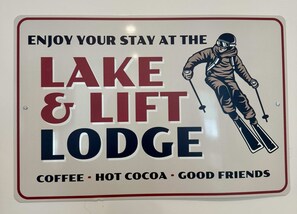 ENJOY YOUR STAY AT THE
LAKE
& LIFT
LODGE
COFFEE · HOT COCOA · GOOD FRIENDS